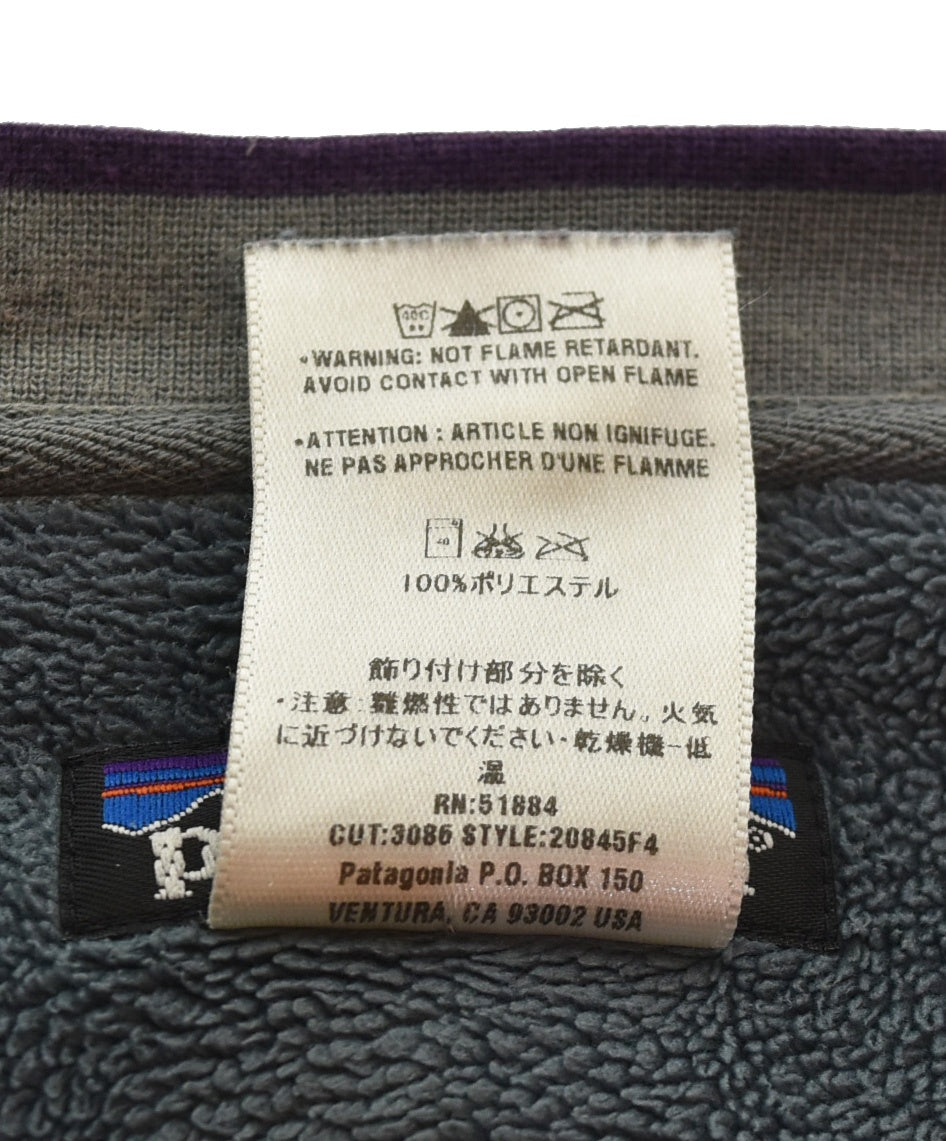 40C
•WARNING: NOT FLAME RETARDANT.
AVOID CONTACT WITH OPEN FLAME
•ATTENTION : ARTICLE NON IGNIFUGE.
NE PAS APPROCHER D'UNE FLAMME
40
100%ポリエステル
飾り付け部分を除く
・注意:難燃性ではありません。火気
に近づけないでください・乾燥機ー低
温
RN:51884
CUT:3086 STYLE:20845F4
Patagonia P.O. BOX 150
VENTURA, CA 93002 USA
p ®